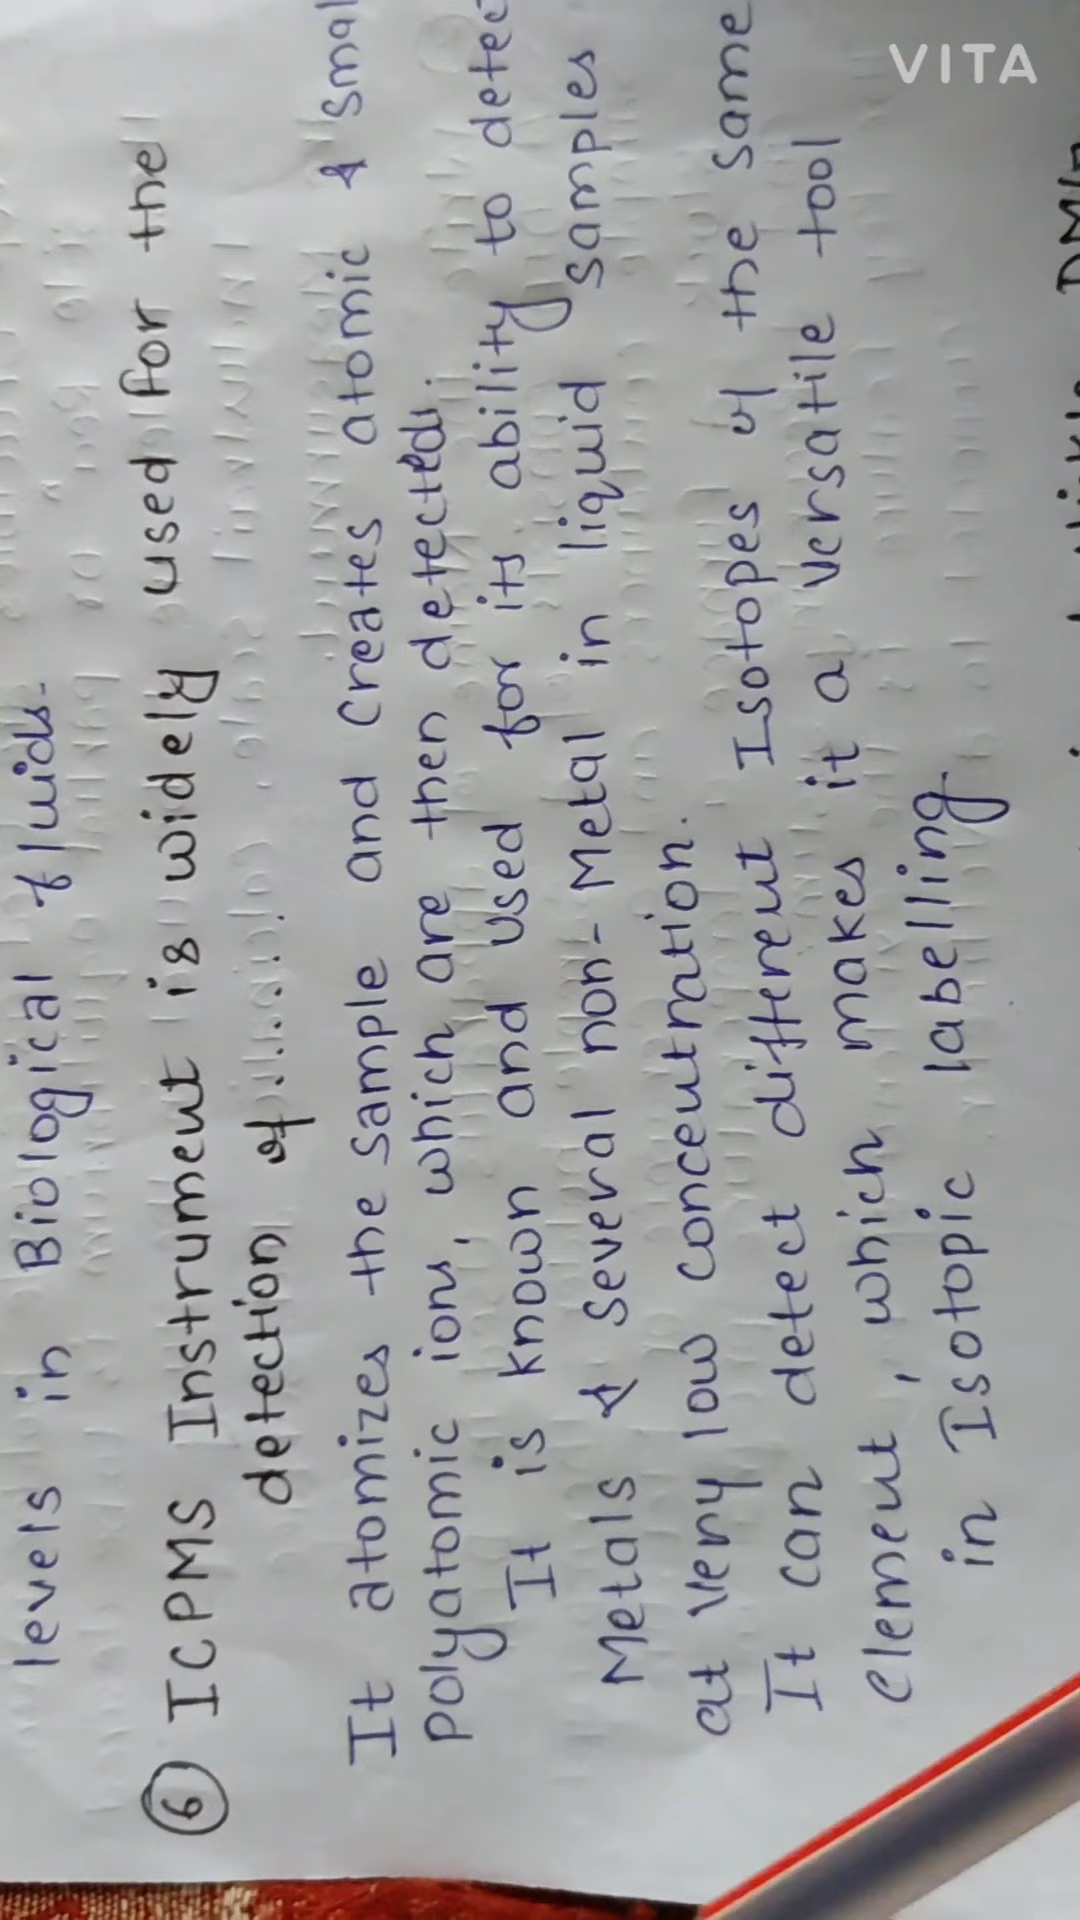 levels in Biological fluids.
⑥ ICPMS Instrument is widely used for the
detection of........
It atomizes the sample and creates atomic & smal
polyatomic ions, which are then detected.
It is known and used for its ability to detec
Metals & several non-Metal in liquid samples
at very low concentration.
It can detect different Isotopes of the same
element, which makes it a versatile tool
in Isotopic labelling
VITA